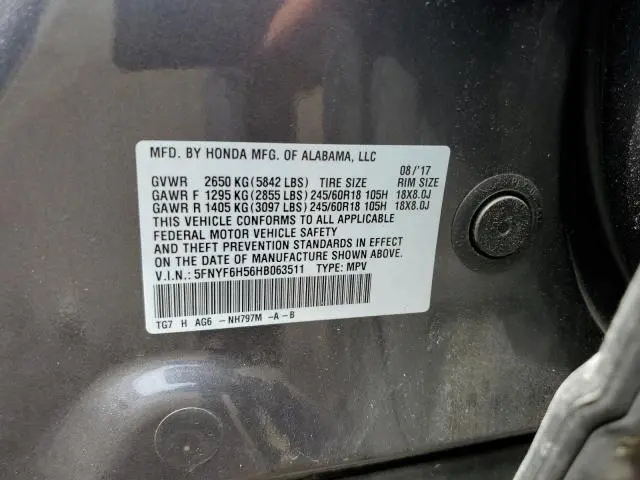 MFD. BY HONDA MFG. OF ALABAMA, LLC
08/'17
GVWR 2650 KG(5842 LBS) TIRE SIZE RIM SIZE
GAWR F 1295 KG(2855 LBS) 245/60R18 105H 18X8.0J
GAWR R 1405 KG(3097 LBS) 245/60R18 105H 18X8.0J
THIS VEHICLE CONFORMS TO ALL APPLICABLE
FEDERAL MOTOR VEHICLE SAFETY
AND THEFT PREVENTION STANDARDS IN EFFECT
ON THE DATE OF MANUFACTURE SHOWN ABOVE.
V.I.N.: 5FNYF6H56HB063511 TYPE: MPV
TG7 H AG6 -NH797M -A-B